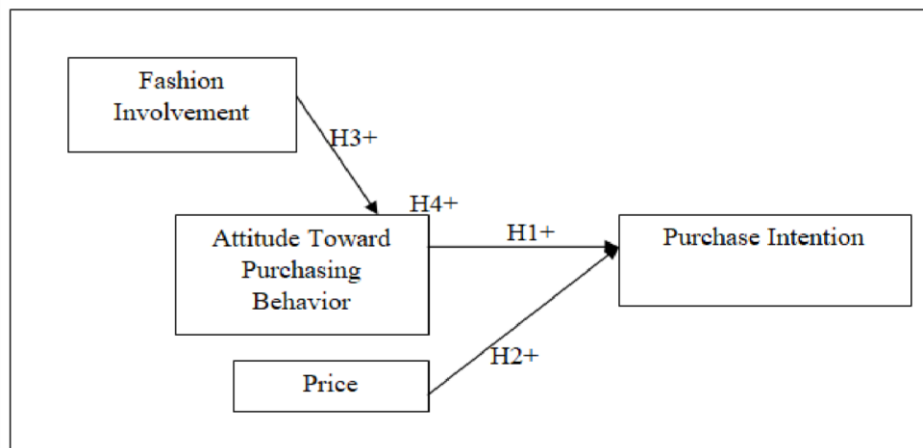 Fashion
Involvement
H3+
H4+
Attitude Toward
Purchasing
Behavior
H1+
Purchase Intention
H2+
Price